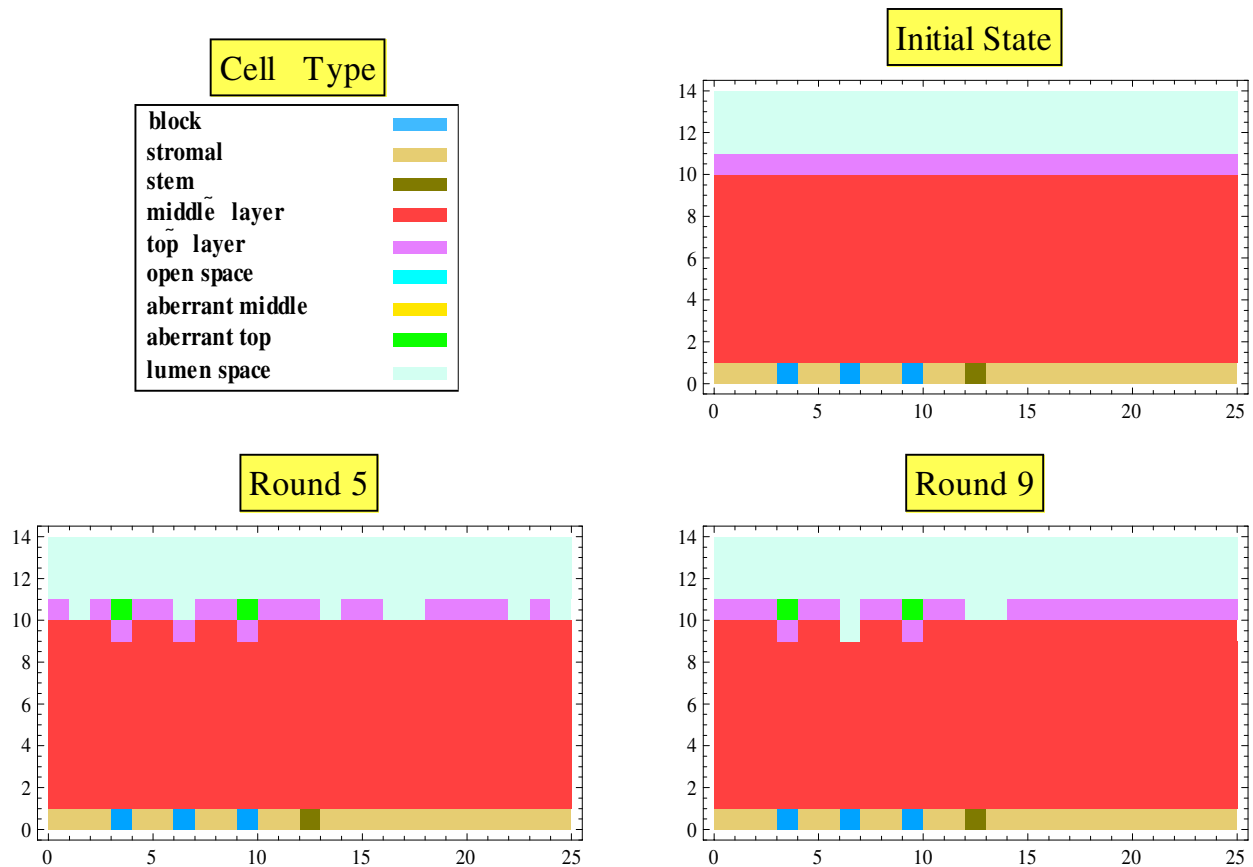 Cell Type
block
stromal
stem
middl~e layer
to~p layer
open space
aberrant middle
aberrant top
lumen space
Initial State
14
12
10
8
6
4
2
0
0 5 10 15 20 25
Round 5
14
12
10
8
6
4
2
0
0 5 10 15 20 25
Round 9
14
12
10
8
6
4
2
0
0 5 10 15 20 25